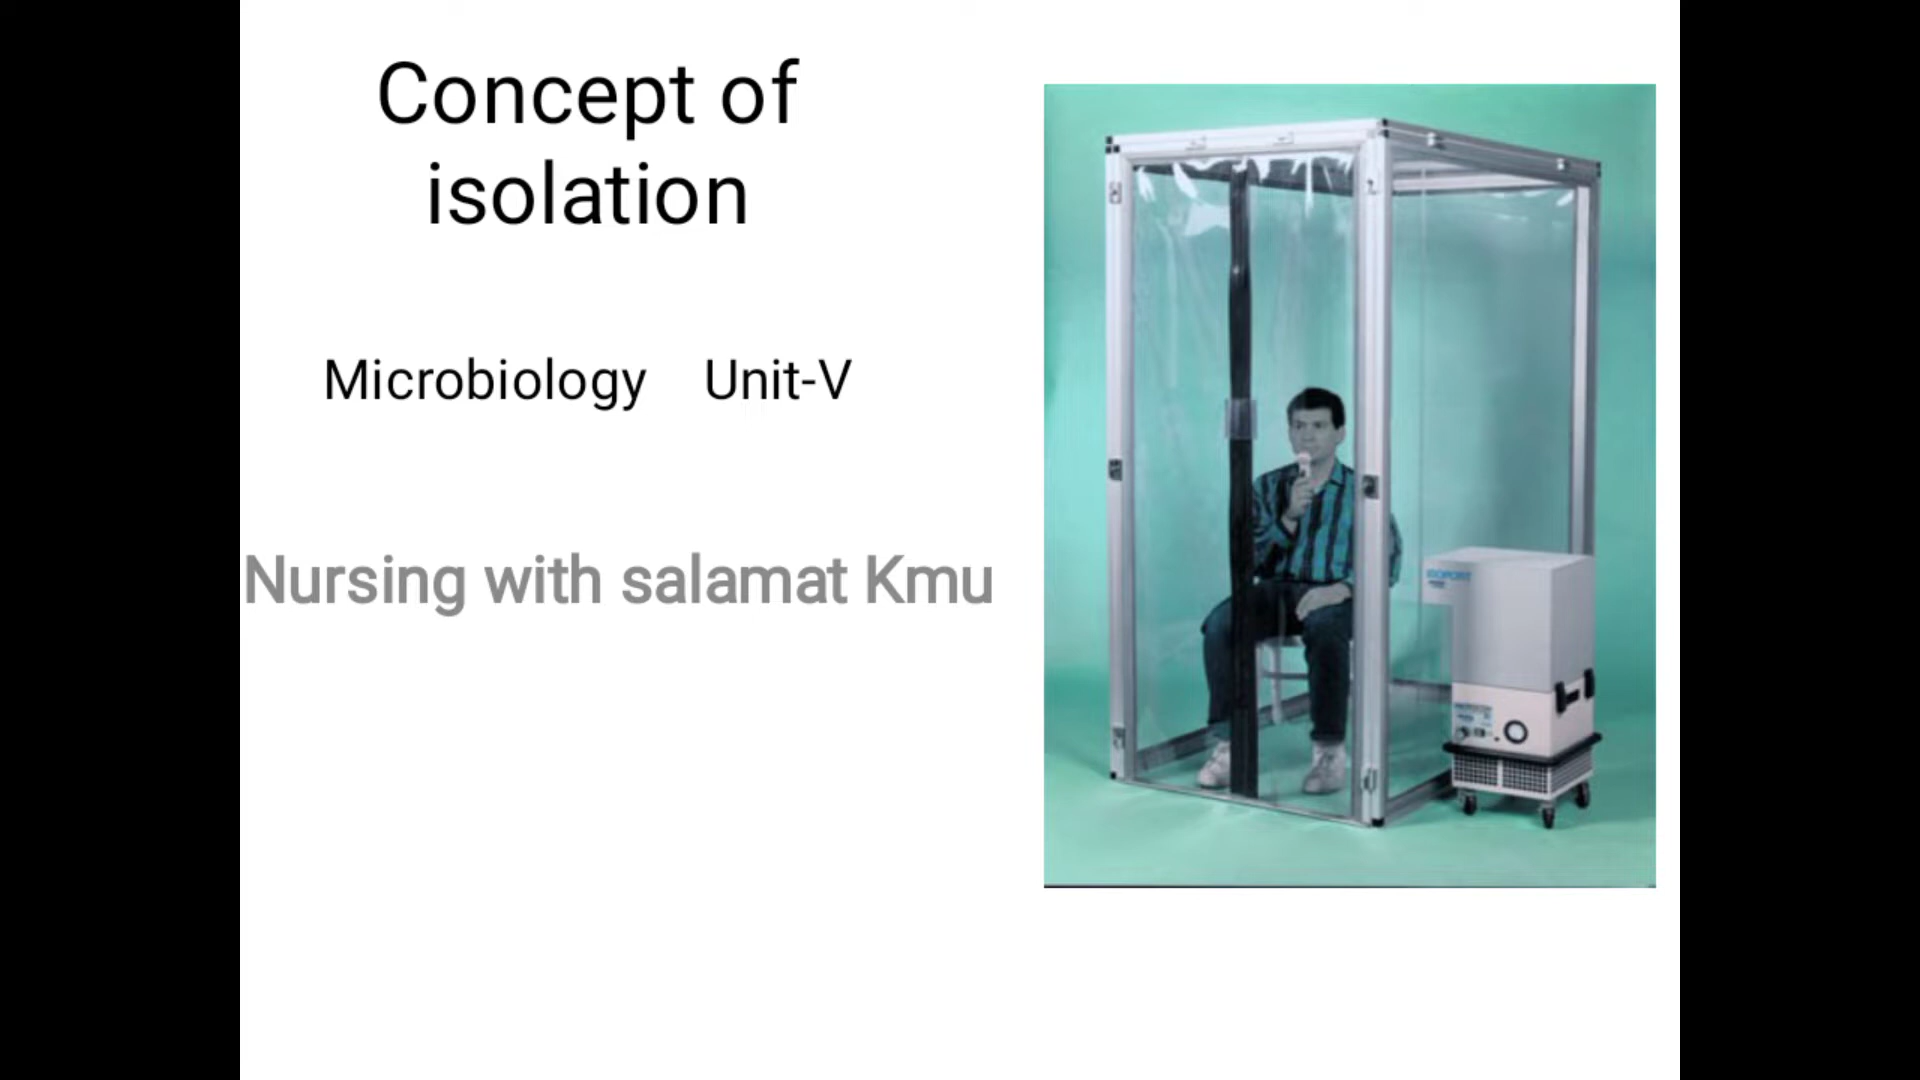 Concept of
isolation
Microbiology Unit-V
Nursing with salamat Kmu